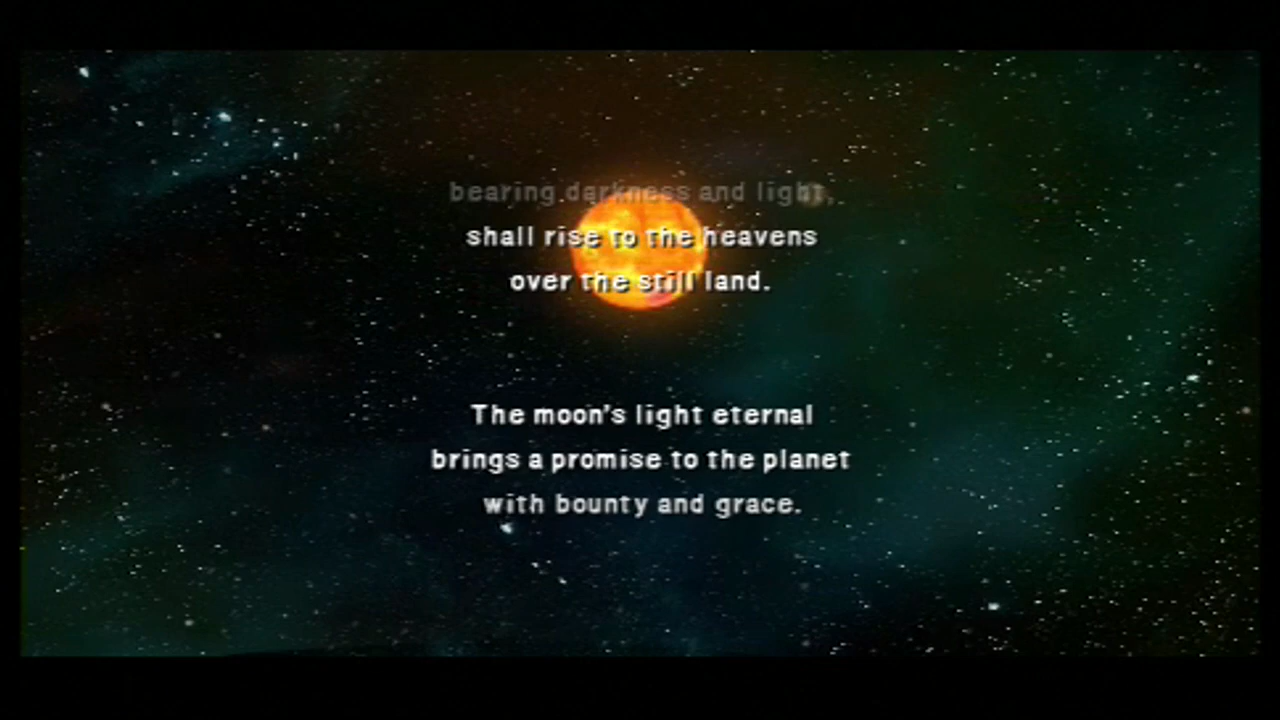 bearing darkness and light,
shall rise to the heavens
over the still land.
The moon's light eternal
brings a promise to the planet
with bounty and grace.